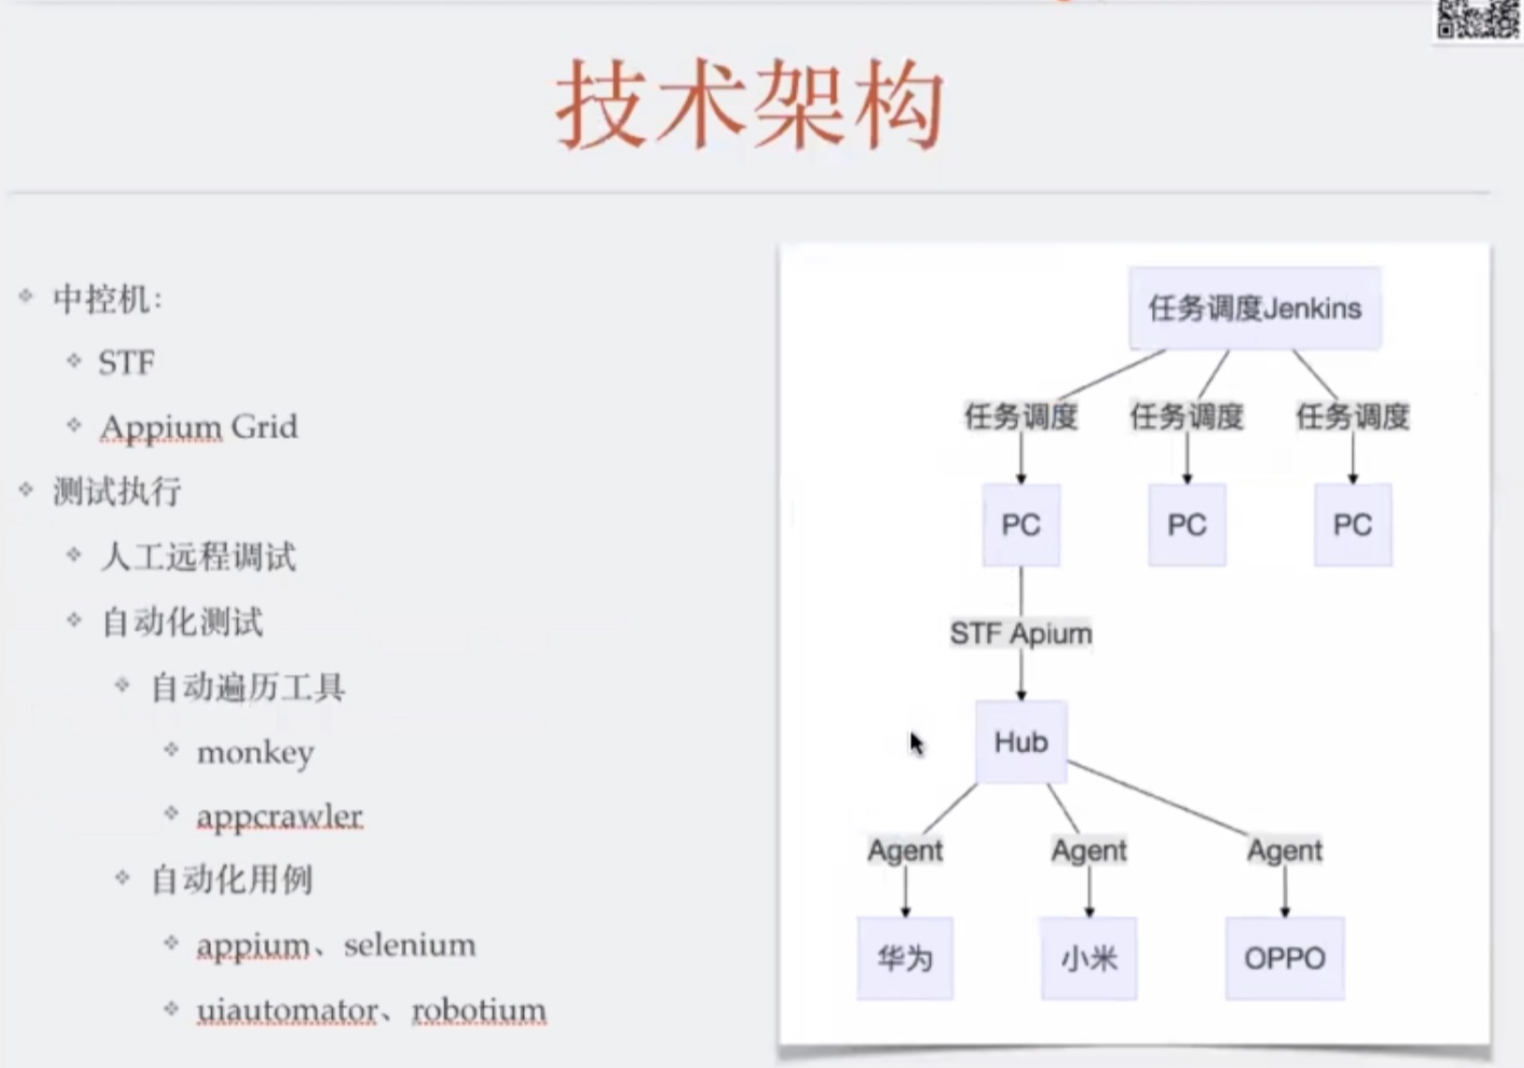 技术架构
中控机：
STF
Appium Grid
测试执行
人工远程调试
自动化测试
自动遍历工具
monkey
appcrawler
自动化用例
appium、selenium
uiautomator、robotium
任务调度Jenkins
任务调度 任务调度 任务调度
PC PC PC
STF Apium
Hub
Agent Agent Agent
华为 小米 OPPO